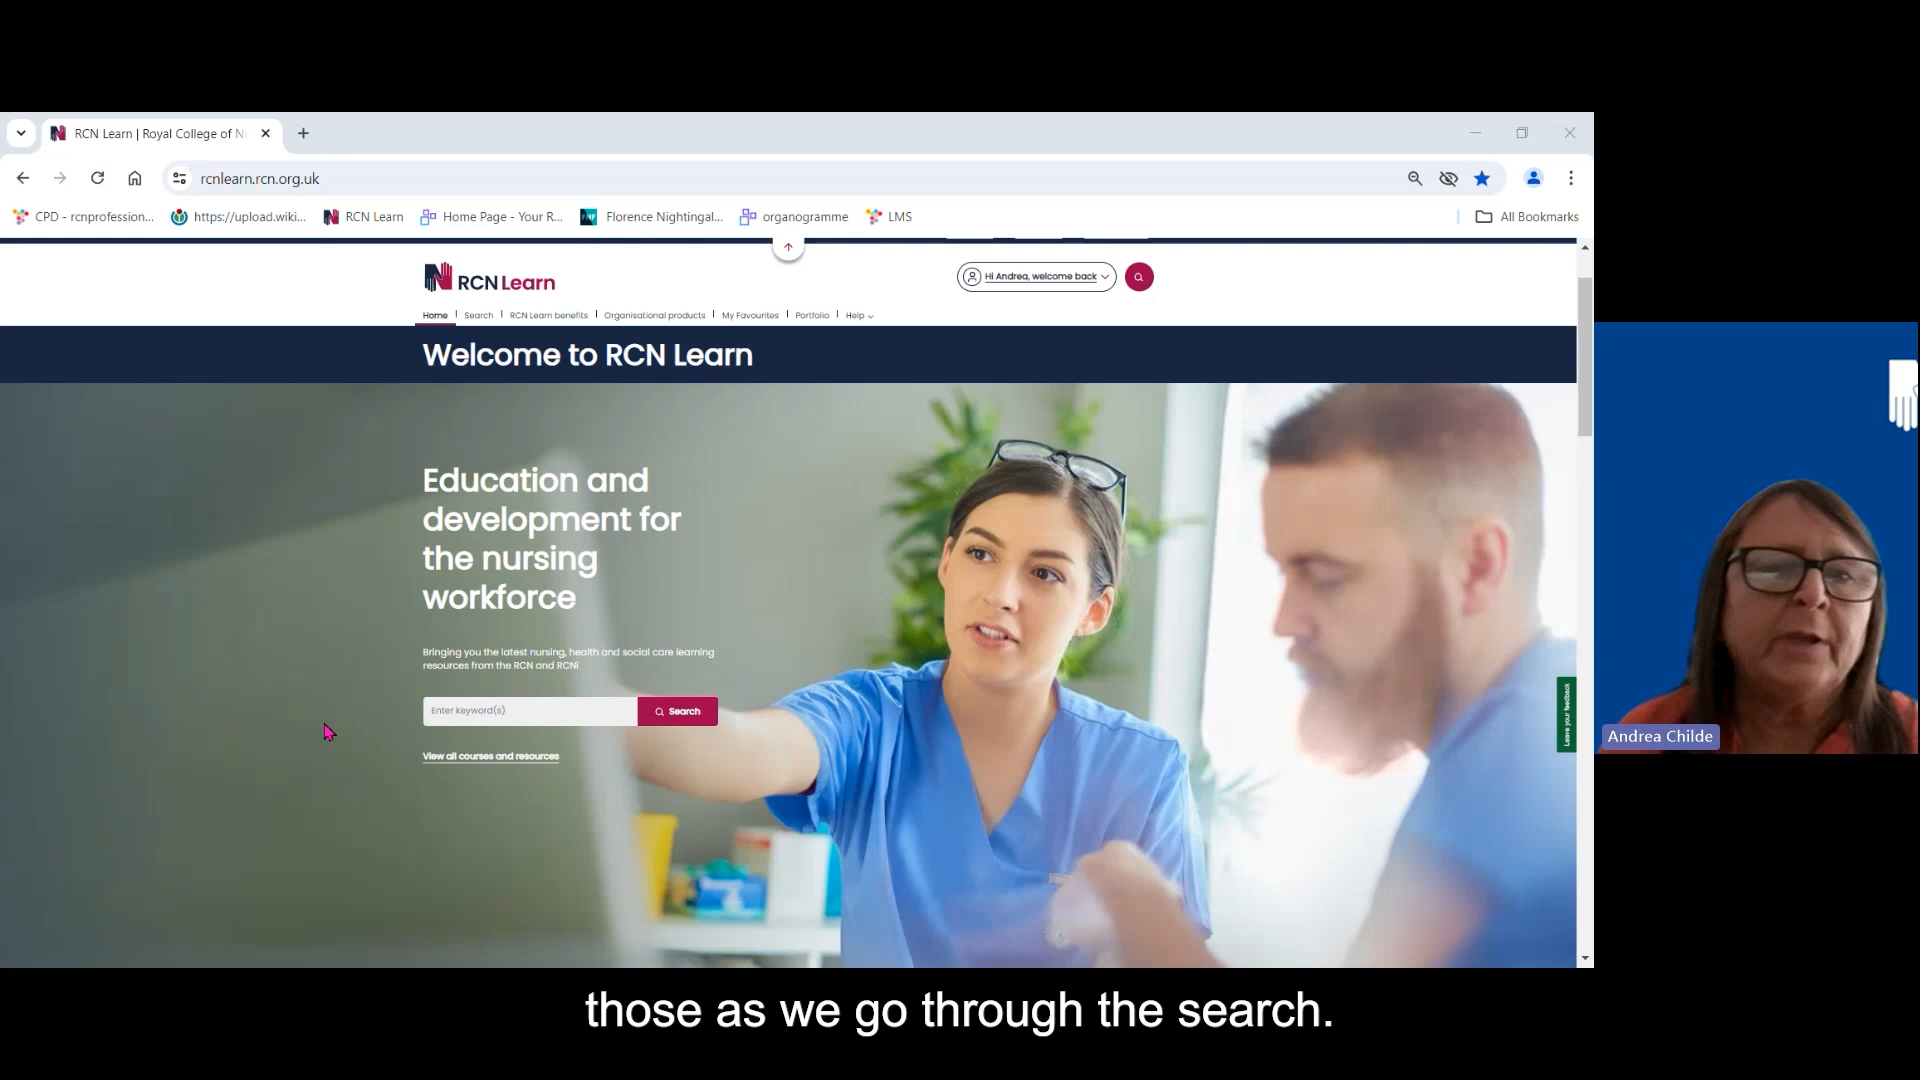 RCN Learn | Royal College of Nu
rcnlearn.rcn.org.uk
CPD - rcnprofession...
https://upload.wiki...
RCN Learn
Home Page - Your R...
Florence Nightingal...
organogramme
LMS
All Bookmarks
RCN Learn
Hi Andrea, welcome back
Home
Search
RCN Learn benefits
Organisational products
My Favourites
Portfolio
Help
Welcome to RCN Learn
Education and
development for
the nursing
workforce
Bringing you the latest nursing, health and social care learning
resources from the RCN and RCNi
Enter keyword(s)
Search
View all courses and resources
Leave your feedback
Andrea Childe
those as we go through the search.